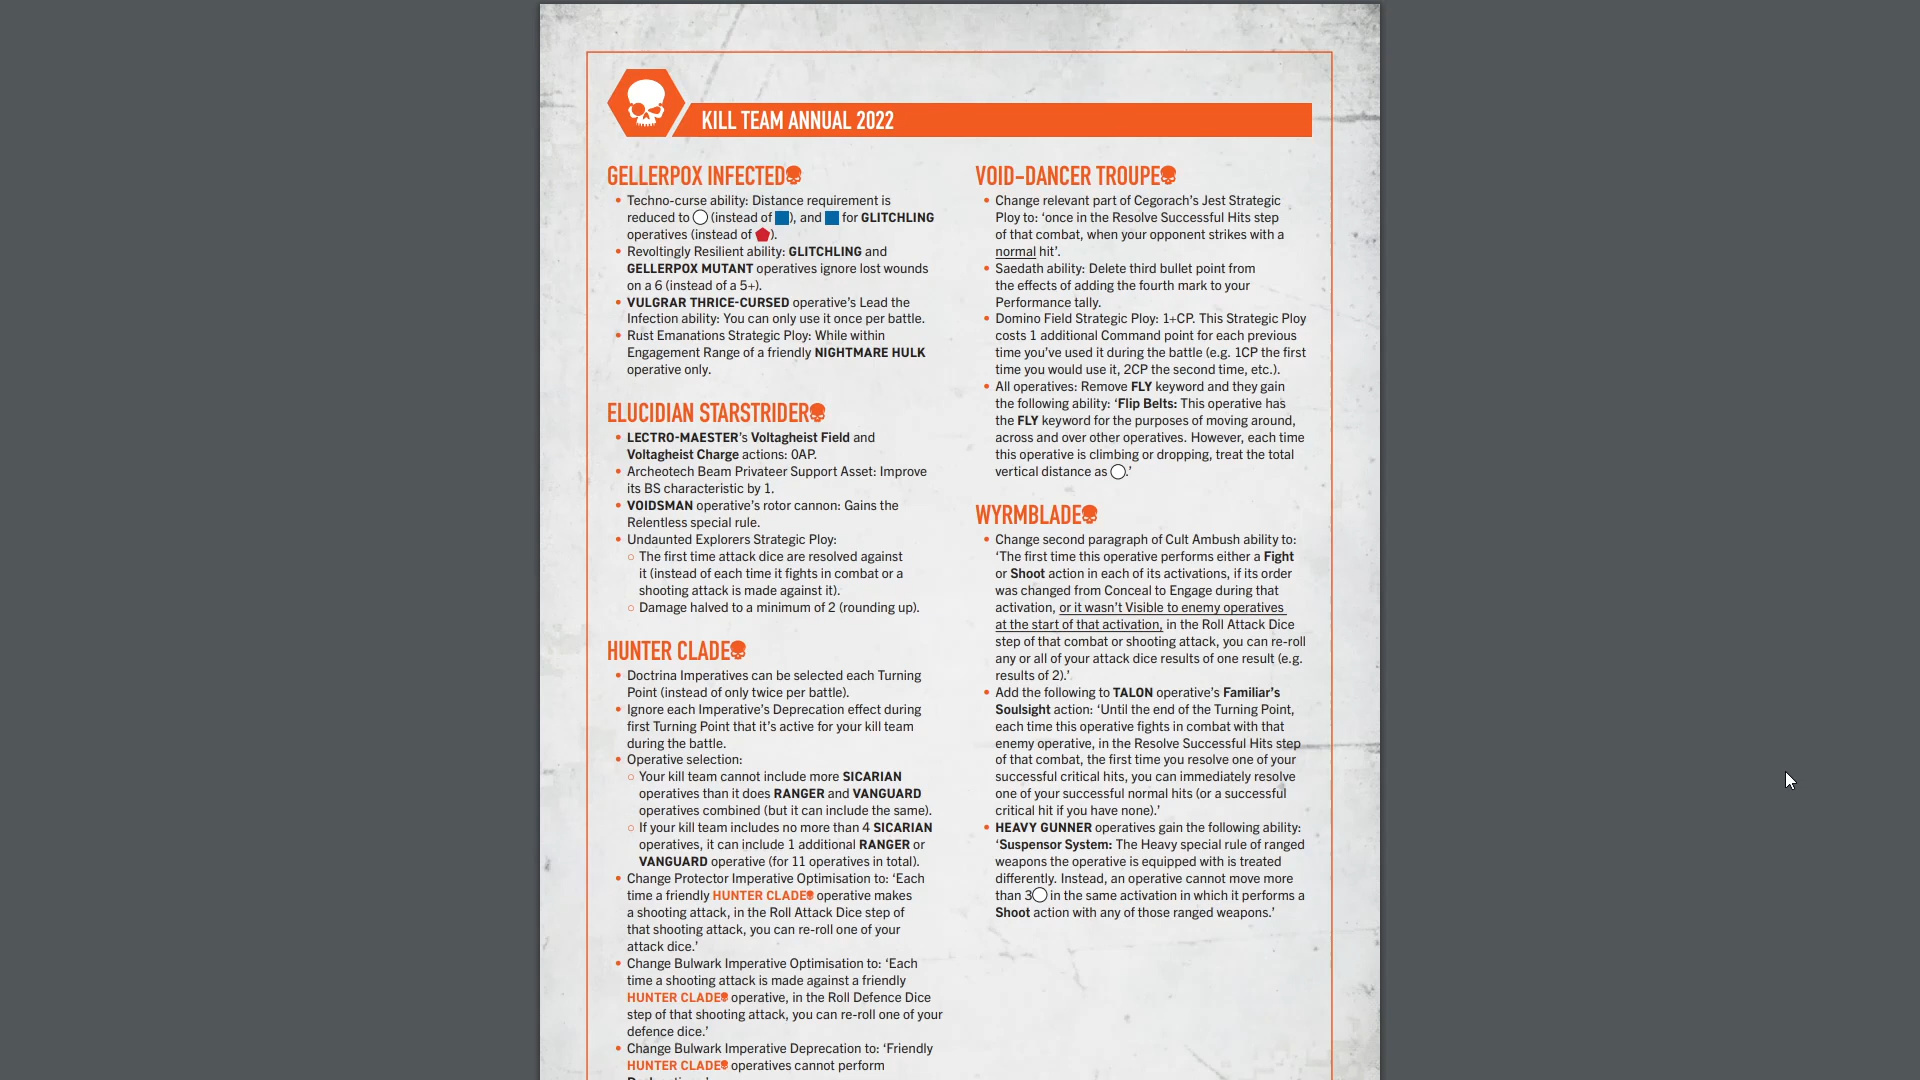 KILL TEAM ANNUAL 2022
GELLERPOX INFECTED
• Techno-curse ability: Distance requirement is
reduced to (instead of ), and for GLITCHLING
operatives (instead of ).
• Revoltingly Resilient ability: GLITCHLING and
GELLERPOX MUTANT operatives ignore lost wounds
on a 6 (instead of a 5+).
• VULGRAR THRICE-CURSED operative’s Lead the
Infection ability: You can only use it once per battle.
• Rust Emanations Strategic Ploy: While within
Engagement Range of a friendly NIGHTMARE HULK
operative only.
ELUCIDIAN STARSTRIDER
• LECTRO-MAESTER’s Voltagheist Field and
Voltagheist Charge actions: 0AP.
• Archeotech Beam Privateer Support Asset: Improve
its BS characteristic by 1.
• VOIDSMAN operative’s rotor cannon: Gains the
Relentless special rule.
• Undaunted Explorers Strategic Ploy:
○ The first time attack dice are resolved against
it (instead of each time it fights in combat or a
shooting attack is made against it).
○ Damage halved to a minimum of 2 (rounding up).
HUNTER CLADE
• Doctrina Imperatives can be selected each Turning
Point (instead of only twice per battle).
• Ignore each Imperative’s Deprecation effect during
first Turning Point that it’s active for your kill team
during the battle.
• Operative selection:
○ Your kill team cannot include more SICARIAN
operatives than it does RANGER and VANGUARD
operatives combined (but it can include the same).
○ If your kill team includes no more than 4 SICARIAN
operatives, it can include 1 additional RANGER or
VANGUARD operative (for 11 operatives in total).
• Change Protector Imperative Optimisation to: ‘Each
time a friendly HUNTER CLADE operative makes
a shooting attack, in the Roll Attack Dice step of
that shooting attack, you can re-roll one of your
attack dice.’
• Change Bulwark Imperative Optimisation to: ‘Each
time a shooting attack is made against a friendly
HUNTER CLADE operative, in the Roll Defence Dice
step of that shooting attack, you can re-roll one of your
defence dice.’
• Change Bulwark Imperative Deprecation to: ‘Friendly
HUNTER CLADE operatives cannot perform
VOID-DANCER TROUPE
• Change relevant part of Cegorach’s Jest Strategic
Ploy to: ‘once in the Resolve Successful Hits step
of that combat, when your opponent strikes with a
normal hit’.
• Saedath ability: Delete third bullet point from
the effects of adding the fourth mark to your
Performance tally.
• Domino Field Strategic Ploy: 1+CP. This Strategic Ploy
costs 1 additional Command point for each previous
time you’ve used it during the battle (e.g. 1CP the first
time you would use it, 2CP the second time, etc.).
• All operatives: Remove FLY keyword and they gain
the following ability: ‘Flip Belts: This operative has
the FLY keyword for the purposes of moving around,
across and over other operatives. However, each time
this operative is climbing or dropping, treat the total
vertical distance as .’
WYRMBLADE
• Change second paragraph of Cult Ambush ability to:
‘The first time this operative performs either a Fight
or Shoot action in each of its activations, if its order
was changed from Conceal to Engage during that
activation, or it wasn’t Visible to enemy operatives
at the start of that activation, in the Roll Attack Dice
step of that combat or shooting attack, you can re-roll
any or all of your attack dice results of one result (e.g.
results of 2).’
• Add the following to TALON operative’s Familiar’s
Soulsight action: ‘Until the end of the Turning Point,
each time this operative fights in combat with that
enemy operative, in the Resolve Successful Hits step
of that combat, the first time you resolve one of your
successful critical hits, you can immediately resolve
one of your successful normal hits (or a successful
critical hit if you have none).’
• HEAVY GUNNER operatives gain the following ability:
‘Suspensor System: The Heavy special rule of ranged
weapons the operative is equipped with is treated
differently. Instead, an operative cannot move more
than 3 in the same activation in which it performs a
Shoot action with any of those ranged weapons.’